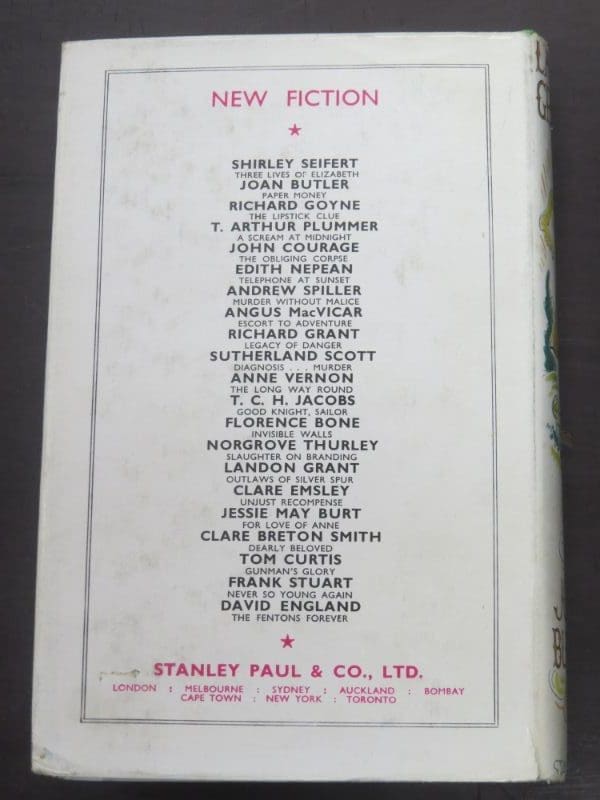 NEW FICTION
SHIRLEY SEIFERT
THREE LIVES OF ELIZABETH
JOAN BUTLER
PAPER MONEY
RICHARD GOYNE
THE LIPSTICK CLUE
T. ARTHUR PLUMMER
A SCREAM AT MIDNIGHT
JOHN COURAGE
THE OBLIGING CORPSE
EDITH NEPEAN
TELEPHONE AT SUNSET
ANDREW SPILLER
MURDER WITHOUT MALICE
ANGUS MacVICAR
ESCORT TO ADVENTURE
RICHARD GRANT
LEGACY OF DANGER
SUTHERLAND SCOTT
DIAGNOSIS . . . MURDER
ANNE VERNON
THE LONG WAY ROUND
T. C. H. JACOBS
GOOD KNIGHT, SAILOR
FLORENCE BONE
INVISIBLE WALLS
NORGROVE THURLEY
SLAUGHTER ON BRANDING
LANDON GRANT
OUTLAWS OF SILVER SPUR
CLARE EMSLEY
UNJUST RECOMPENSE
JESSIE MAY BURT
FOR LOVE OF ANNE
CLARE BRETON SMITH
DEARLY BELOVED
TOM CURTIS
GUNMAN'S GLORY
FRANK STUART
NEVER SO YOUNG AGAIN
DAVID ENGLAND
THE FENTONS FOREVER
STANLEY PAUL & CO., LTD.
LONDON : MELBOURNE : SYDNEY : AUCKLAND : BOMBAY
CAPE TOWN : NEW YORK : TORONTO